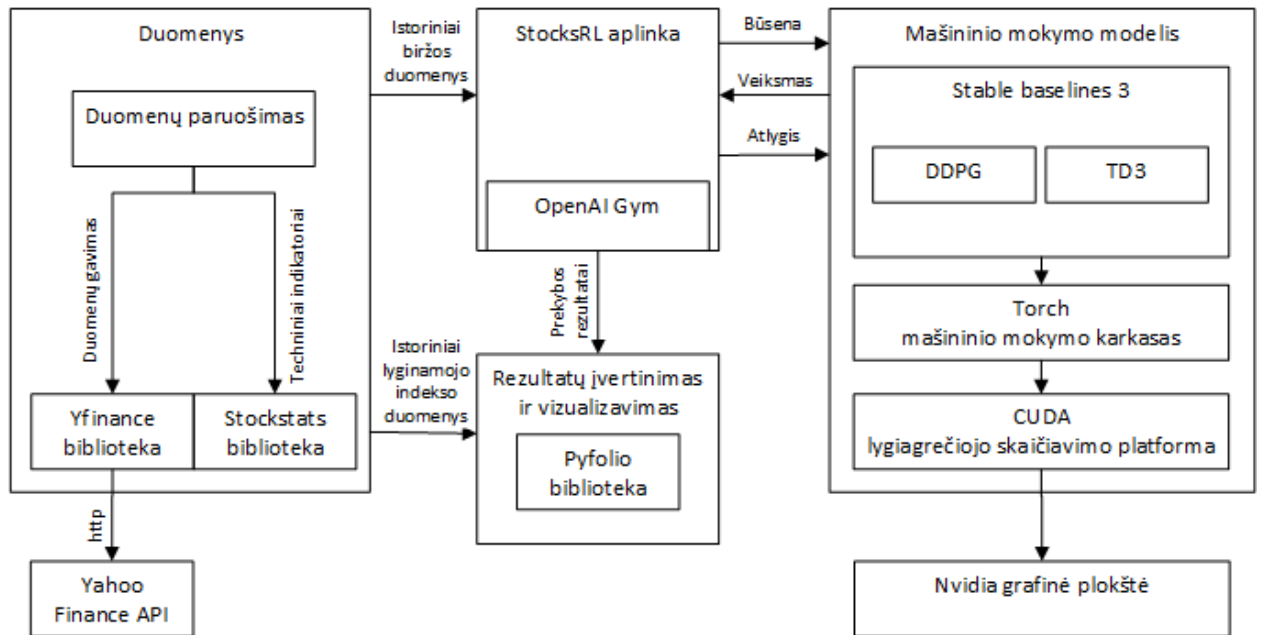 Duomenys
Duomenų paruošimas
Duomenų gavimas
Techniniai indikatoriai
Yfinance
biblioteka
Stockstats
biblioteka
http
Yahoo
Finance API
Istoriniai
biržos
duomenys
Istoriniai
lyginamojo
indekso
duomenys
StocksRL aplinka
OpenAI Gym
Prekybos
rezultatai
Rezultatų įvertinimas
ir vizualizavimas
Pyfolio
biblioteka
Būsena
Veiksmas
Atlygis
Mašininio mokymo modelis
Stable baselines 3
DDPG
TD3
Torch
mašininio mokymo karkasas
CUDA
lygiagrečiojo skaičiavimo platforma
Nvidia grafinė plokštė